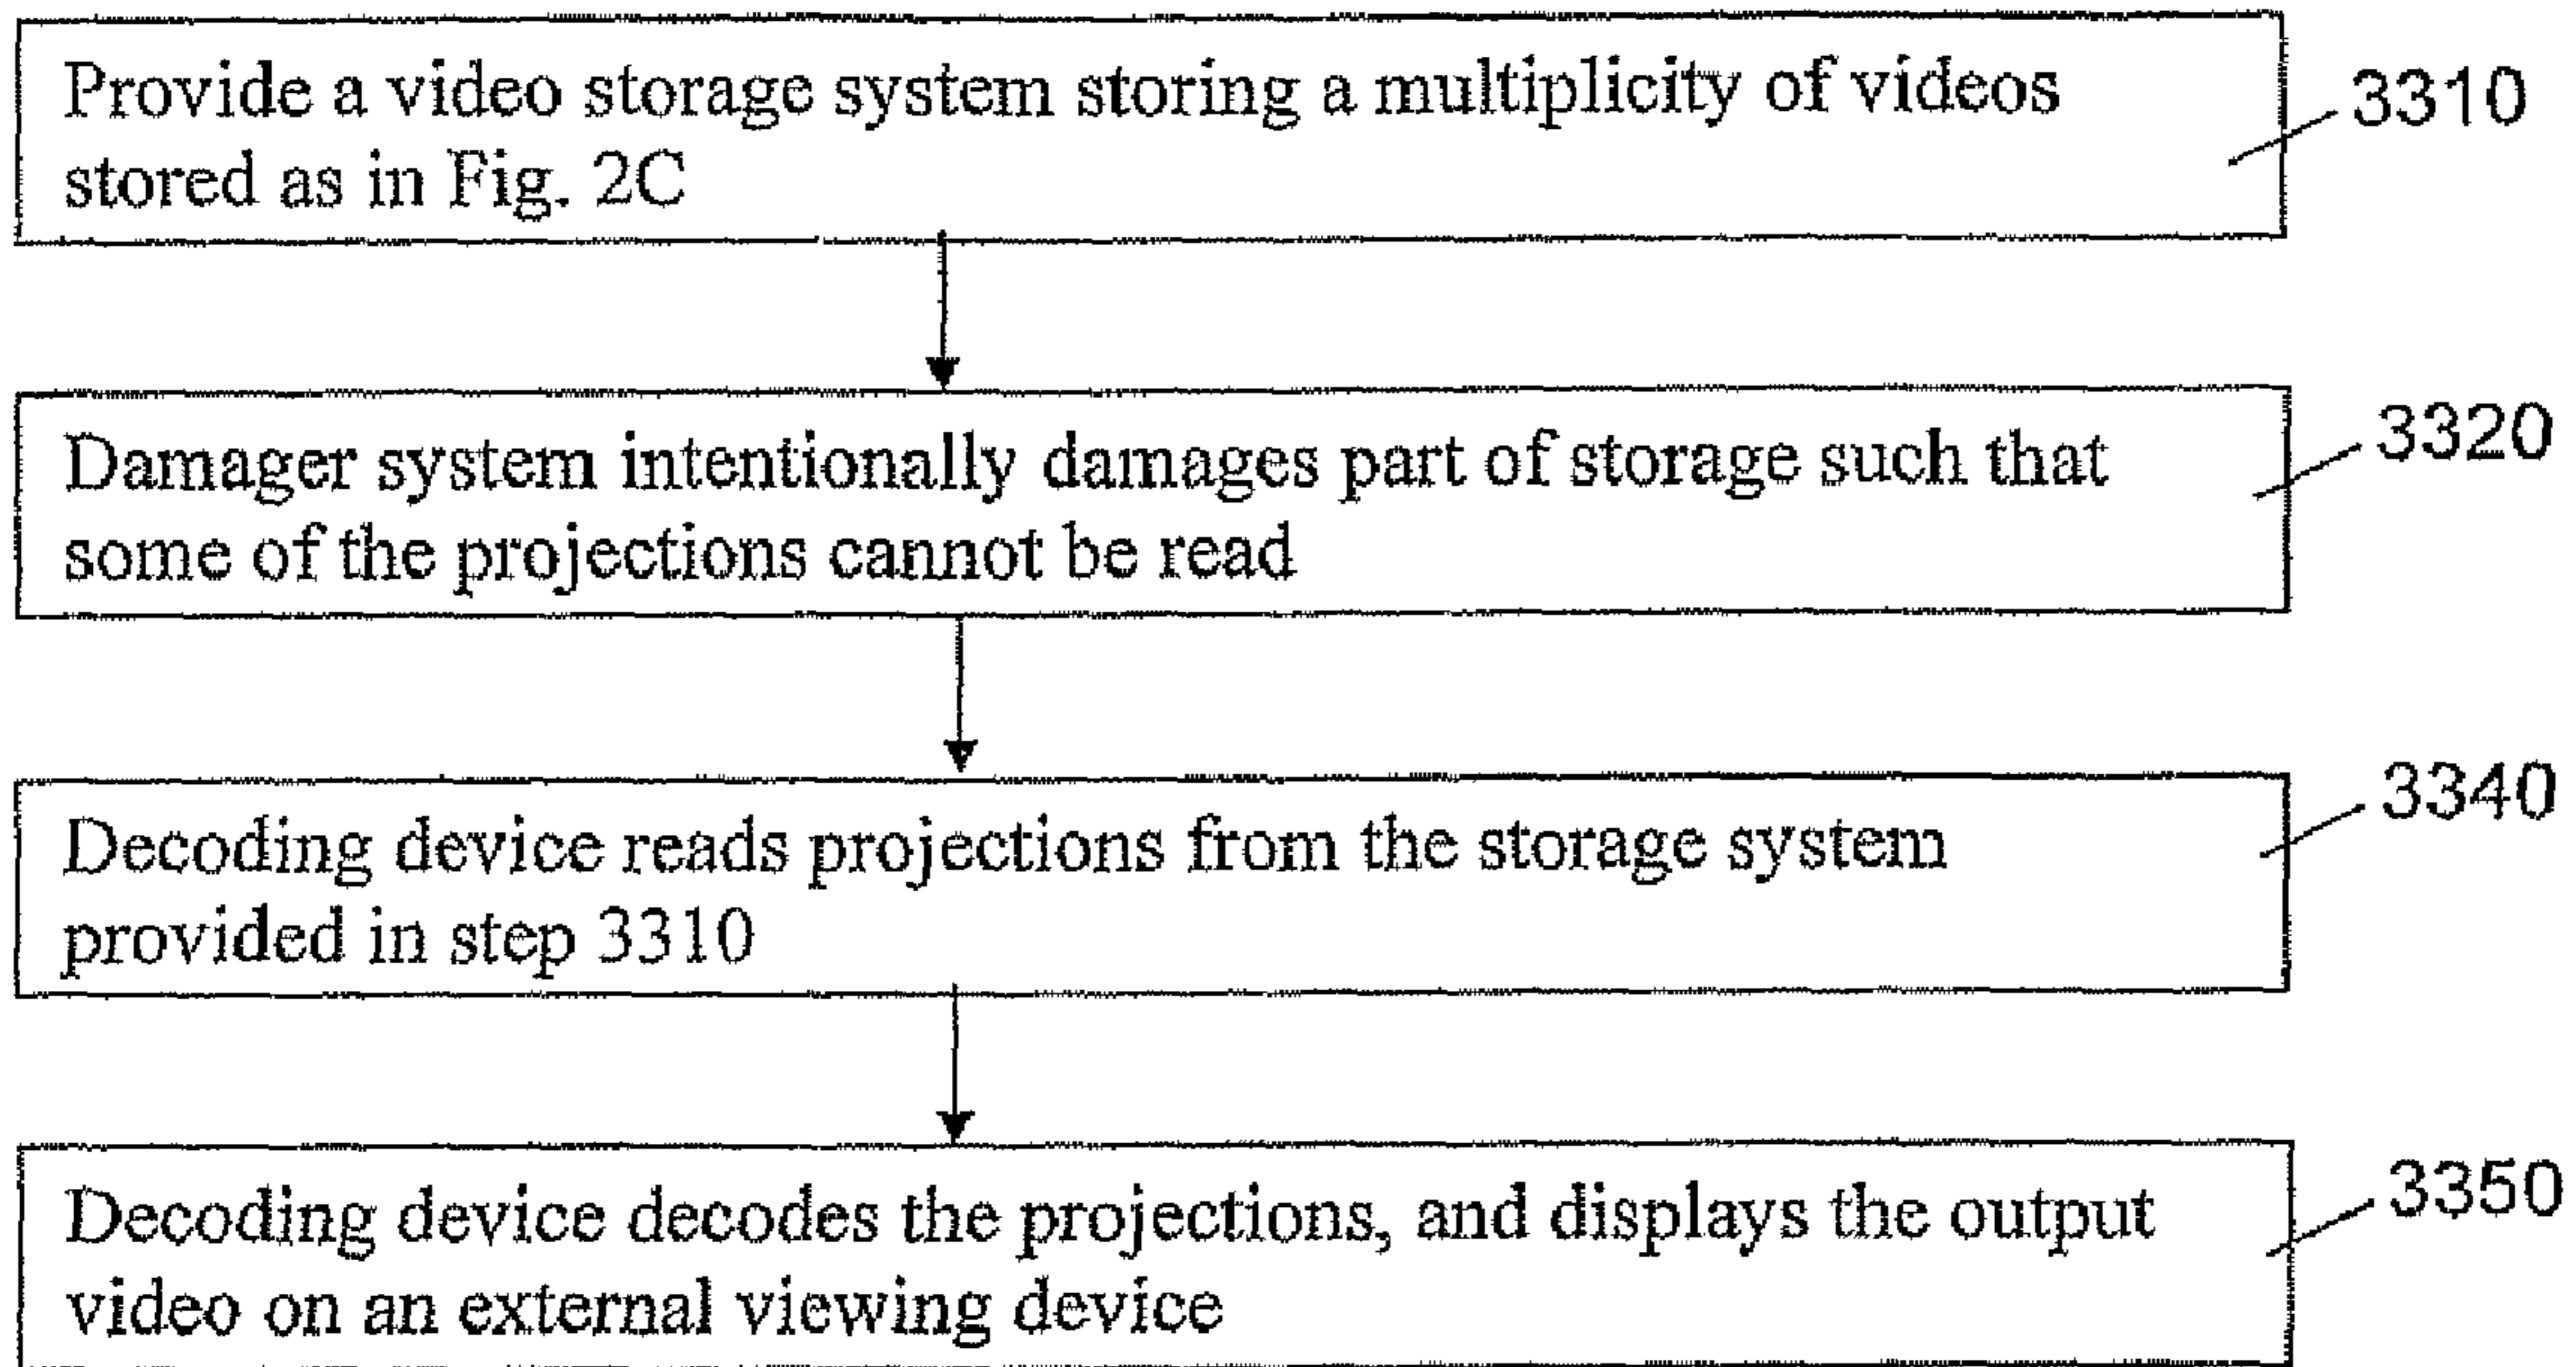 Provide a video storage system storing a multiplicity of videos
stored as in Fig. 2C
3310
Damager system intentionally damages part of storage such that
some of the projections cannot be read
3320
Decoding device reads projections from the storage system
provided in step 3310
3340
Decoding device decodes the projections, and displays the output
video on an external viewing device
3350